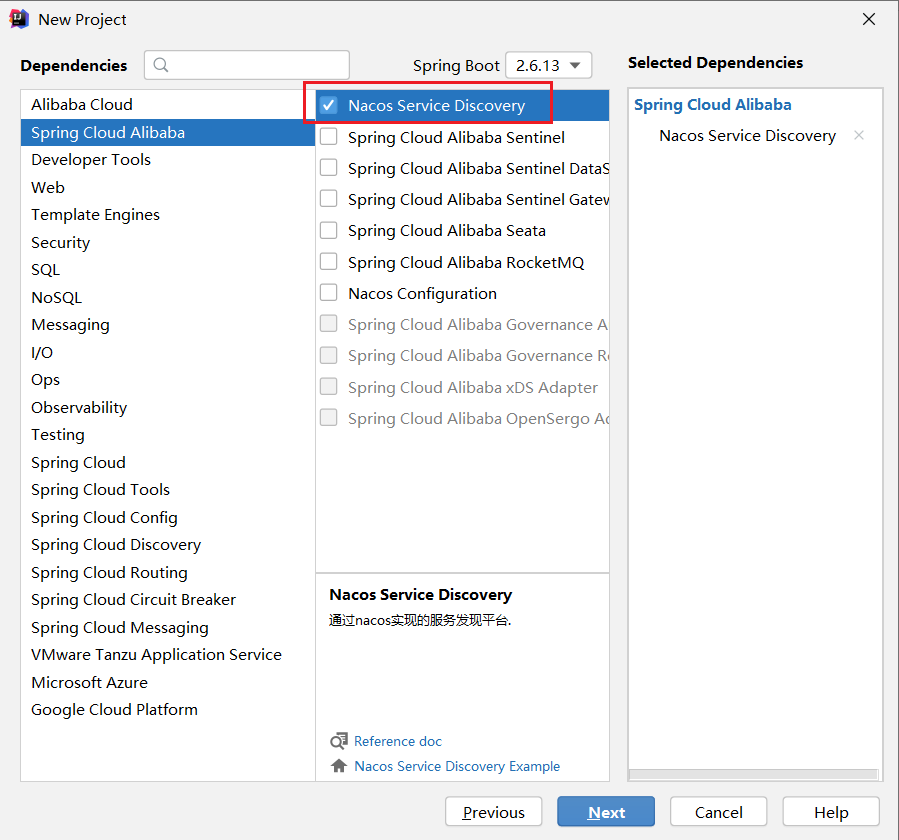 New Project
Dependencies
Spring Boot 2.6.13
Selected Dependencies
Alibaba Cloud
Spring Cloud Alibaba
Developer Tools
Web
Template Engines
Security
SQL
NoSQL
Messaging
I/O
Ops
Observability
Testing
Spring Cloud
Spring Cloud Tools
Spring Cloud Config
Spring Cloud Discovery
Spring Cloud Routing
Spring Cloud Circuit Breaker
Spring Cloud Messaging
VMware Tanzu Application Service
Microsoft Azure
Google Cloud Platform
Nacos Service Discovery
Spring Cloud Alibaba Sentinel
Spring Cloud Alibaba Sentinel DataS
Spring Cloud Alibaba Sentinel Gatew
Spring Cloud Alibaba Seata
Spring Cloud Alibaba RocketMQ
Nacos Configuration
Spring Cloud Alibaba Governance A
Spring Cloud Alibaba Governance Re
Spring Cloud Alibaba xDS Adapter
Spring Cloud Alibaba OpenSergo Ad
Nacos Service Discovery
通过nacos实现的服务发现平台.
Reference doc
Nacos Service Discovery Example
Spring Cloud Alibaba
Nacos Service Discovery
Previous
Next
Cancel
Help